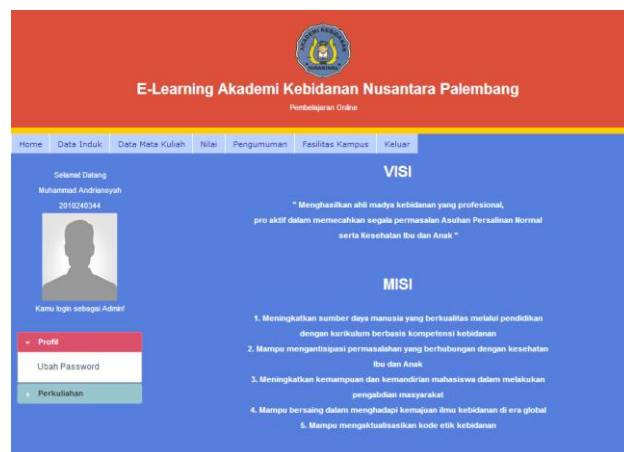 AKADEMI KEBIDANAN
NUSANTARA
E-Learning Akademi Kebidanan Nusantara Palembang
Pembelajaran Online
Home Data Induk Data Mata Kuliah Nilai Pengumuman Fasilitas Kampus Keluar
Selamat Datang
Muhammad Andriansyah
2010240344
Kamu login sebagai Admin!
Profil
Ubah Password
Perkuliahan
VISI
" Menghasilkan ahli madya kebidanan yang profesional,
pro aktif dalam memecahkan segala permasalan Asuhan Persalinan Normal
serta Kesehatan Ibu dan Anak "
MISI
1. Meningkatkan sumber daya manusia yang berkualitas melalui pendidikan
dengan kurikulum berbasis kompetensi kebidanan
2. Mampu mengantisipasi permasalahan yang berhubungan dengan kesehatan
Ibu dan Anak
3. Meningkatkan kemampuan dan kemandirian mahasiswa dalam melakukan
pengabdian masyarakat
4. Mampu bersaing dalam menghadapi kemajuan ilmu kebidanan di era global
5. Mampu mengaktualisasikan kode etik kebidanan